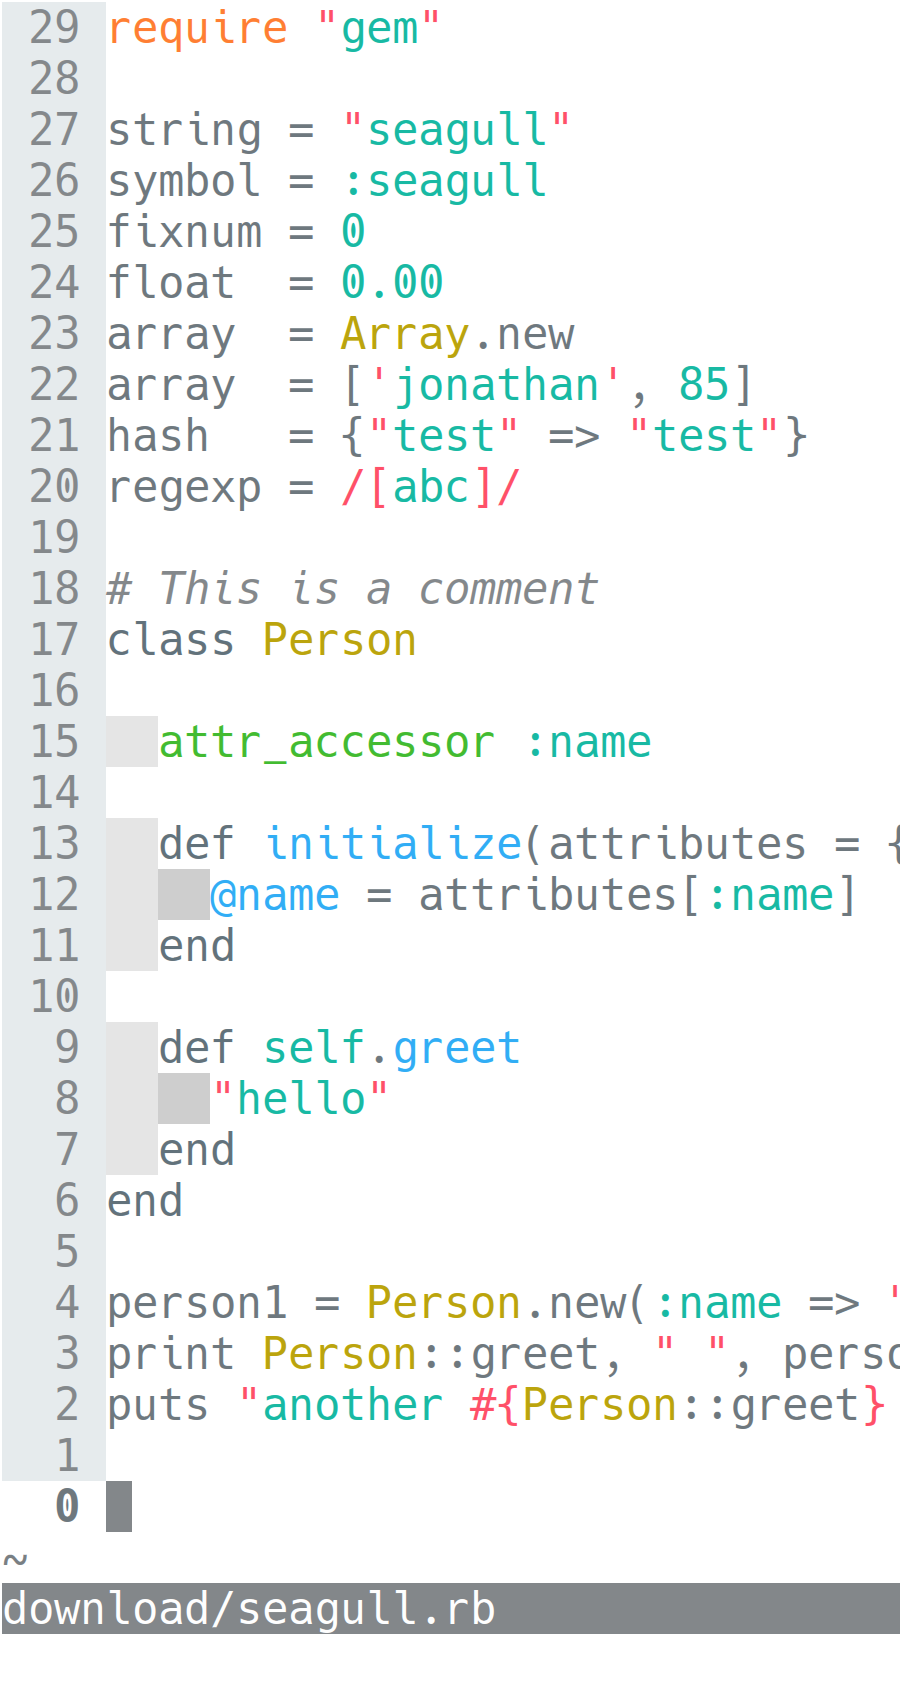 29 require "gem"
28
27 string = "seagull"
26 symbol = :seagull
25 fixnum = 0
24 float  = 0.00
23 array  = Array.new
22 array  = ['jonathan', 85]
21 hash   = {"test" => "test"}
20 regexp = /[abc]/
19
18 # This is a comment
17 class Person
16
15   attr_accessor :name
14
13   def initialize(attributes = {
12     @name = attributes[:name]
11   end
10
 9   def self.greet
 8     "hello"
 7   end
 6 end
 5
 4 person1 = Person.new(:name => "
 3 print Person::greet, " ", perso
 2 puts "another #{Person::greet}
 1
 0
~
download/seagull.rb